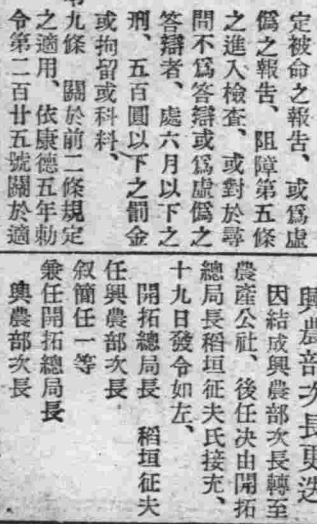 定被命之報告、或爲虛
僞之報告、阻障第五條
之進入檢查、或對於尋
問不爲答辯或爲虛僞之
答辯者、處六月以下之
刑、五百圓以下之罰金
或拘留或科料、
第九條　關於前二條規定
之適用、依康德五年勅
令第二百廿五號關於適
興農部次長更迭
因結成興農部次長轉至
農產公社、後任決由開拓
總局長稻垣征夫氏接充、
十九日發令如左、
開拓總局長　稻垣征夫
任興農部次長
叙簡任一等
兼任開拓總局長
興農部次長